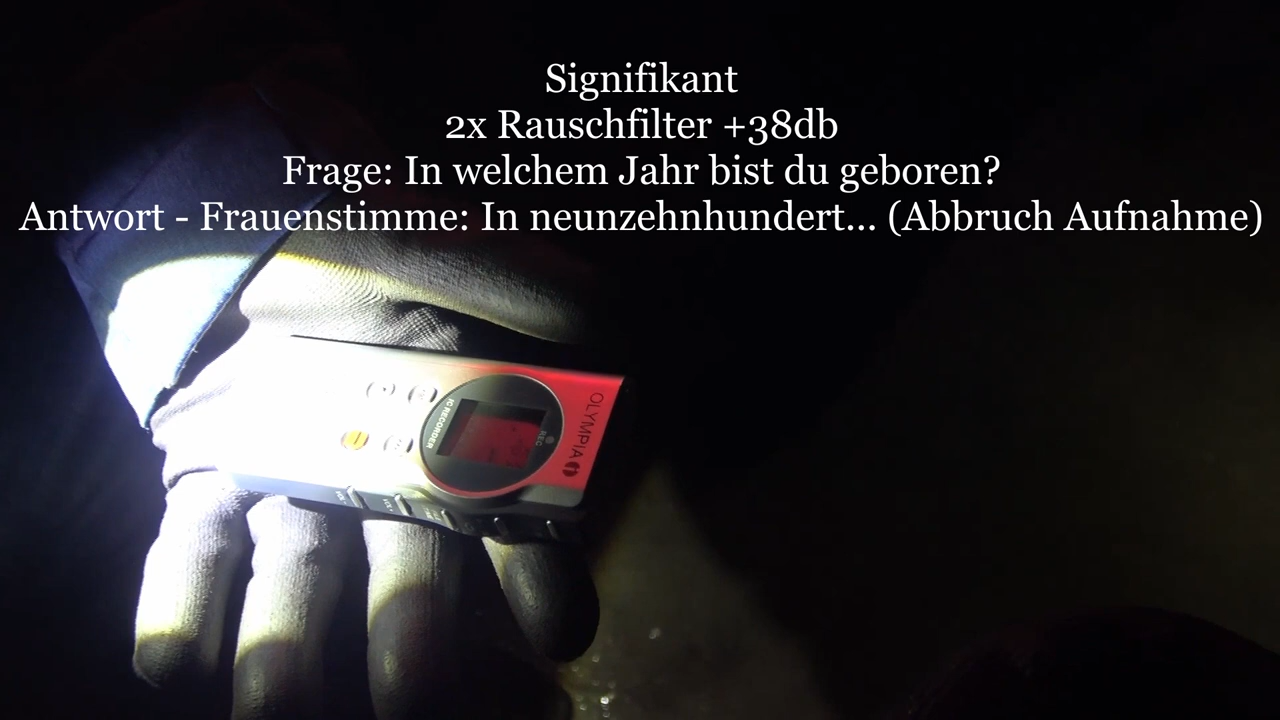 Signifikant
2x Rauschfilter +38db
Frage: In welchem Jahr bist du geboren?
Antwort - Frauenstimme: In neunzehnhundert... (Abbruch Aufnahme)
OLYMPIA
IC RECORDER
REC